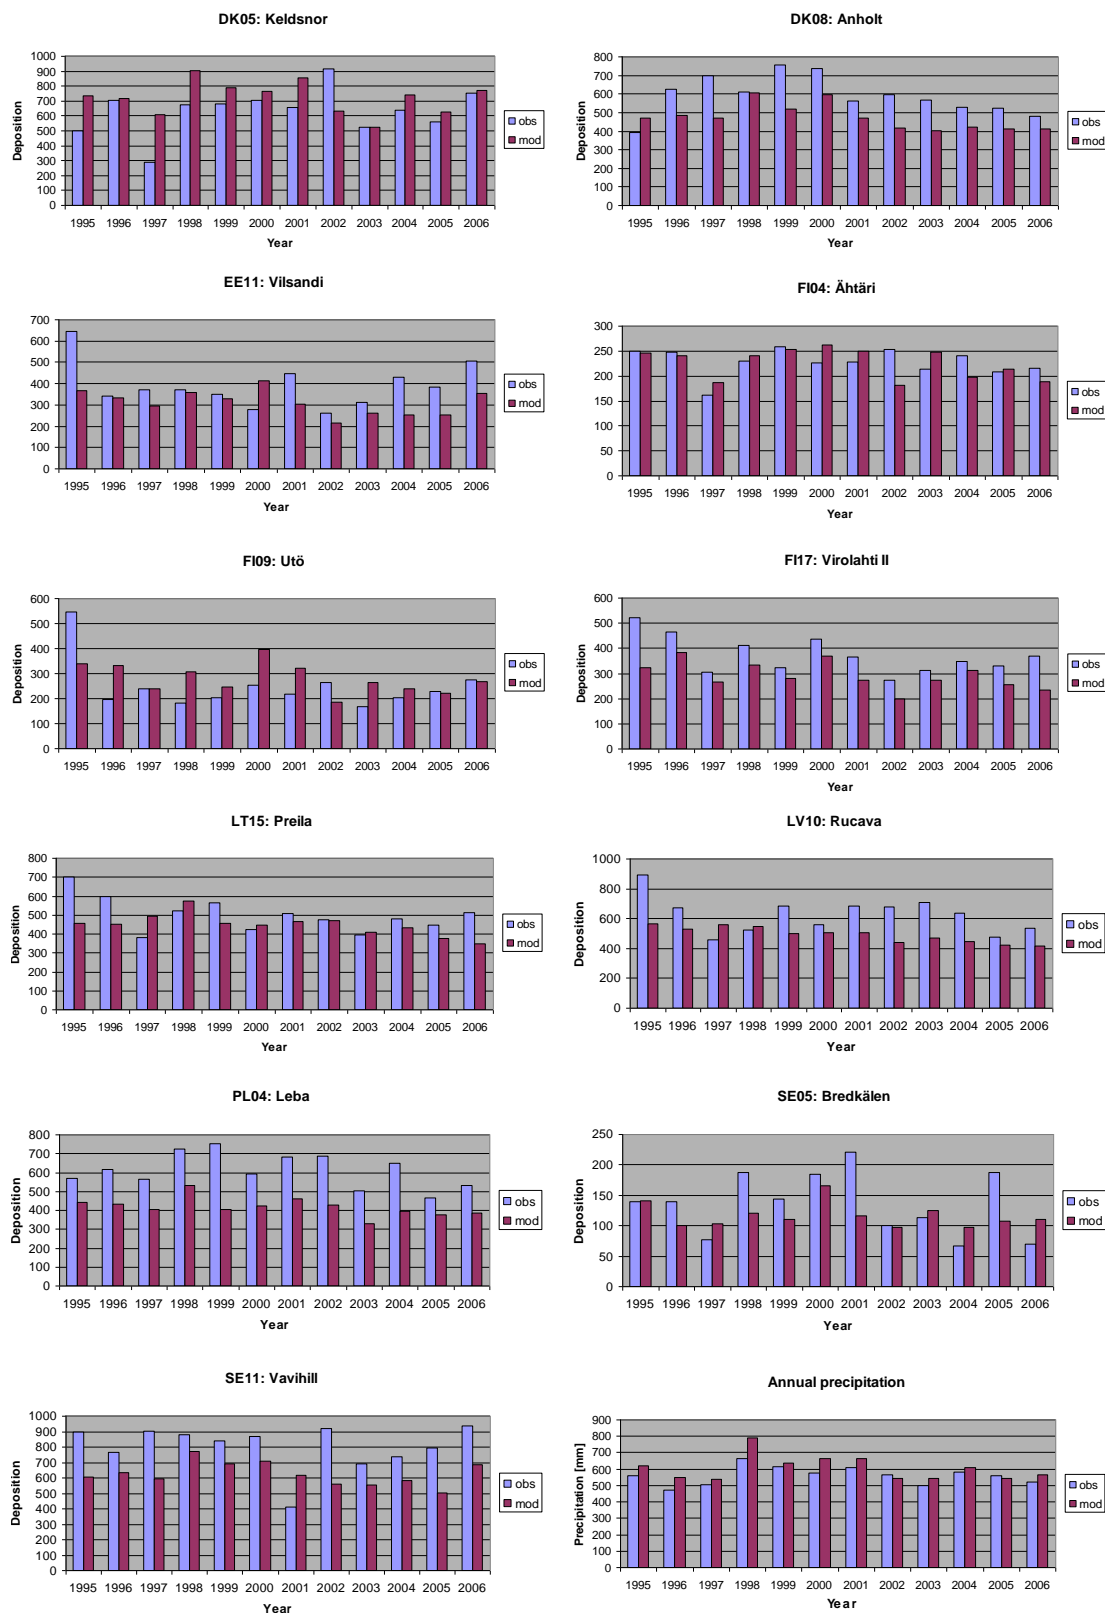 DK05: Keldsnor
1000
900
800
700
600
500
400
300
200
100
0
Deposition
1995 1996 1997 1998 1999 2000 2001 2002 2003 2004 2005 2006
Year
obs
mod
DK08: Anholt
800
700
600
500
400
300
200
100
0
Deposition
1995 1996 1997 1998 1999 2000 2001 2002 2003 2004 2005 2006
Year
obs
mod
EE11: Vilsandi
700
600
500
400
300
200
100
0
Deposition
1995 1996 1997 1998 1999 2000 2001 2002 2003 2004 2005 2006
Year
obs
mod
FI04: Ähtäri
300
250
200
150
100
50
0
Deposition
1995 1996 1997 1998 1999 2000 2001 2002 2003 2004 2005 2006
Year
obs
mod
FI09: Utö
600
500
400
300
200
100
0
Deposition
1995 1996 1997 1998 1999 2000 2001 2002 2003 2004 2005 2006
Year
obs
mod
FI17: Virolahti II
600
500
400
300
200
100
0
Deposition
1995 1996 1997 1998 1999 2000 2001 2002 2003 2004 2005 2006
Year
obs
mod
LT15: Preila
800
700
600
500
400
300
200
100
0
Deposition
1995 1996 1997 1998 1999 2000 2001 2002 2003 2004 2005 2006
Year
obs
mod
LV10: Rucava
1000
800
600
400
200
0
Deposition
1995 1996 1997 1998 1999 2000 2001 2002 2003 2004 2005 2006
Year
obs
mod
PL04: Leba
800
700
600
500
400
300
200
100
0
Deposition
1995 1996 1997 1998 1999 2000 2001 2002 2003 2004 2005 2006
Year
obs
mod
SE05: Bredkälen
250
200
150
100
50
0
Deposition
1995 1996 1997 1998 1999 2000 2001 2002 2003 2004 2005 2006
Year
obs
mod
SE11: Vavihill
1000
900
800
700
600
500
400
300
200
100
0
Deposition
1995 1996 1997 1998 1999 2000 2001 2002 2003 2004 2005 2006
Year
obs
mod
Annual precipitation
900
800
700
600
500
400
300
200
100
0
Precipitation [mm]
1995 1996 1997 1998 1999 2000 2001 2002 2003 2004 2005 2006
Year
obs
mod